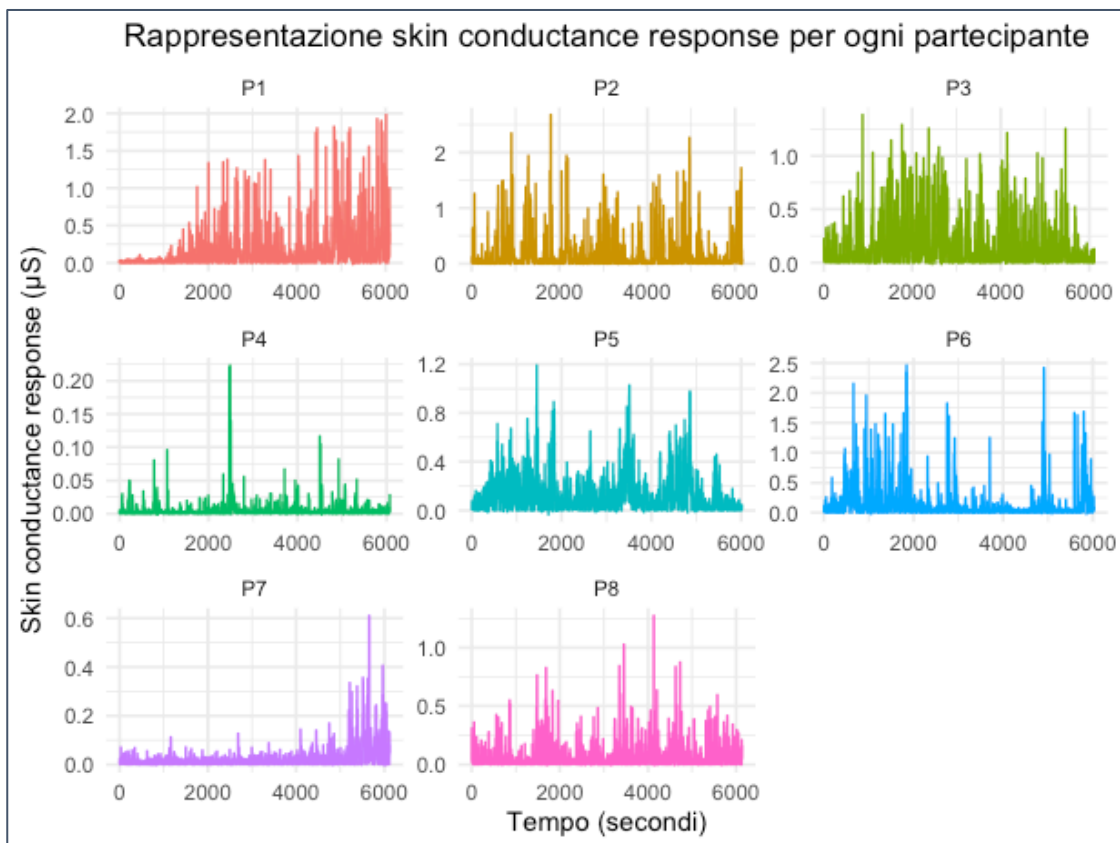 Rappresentazione skin conductance response per ogni partecipante
Skin conductance response (µS)
P1
2.0
1.5
1.0
0.5
0.0
0 2000 4000 6000
P2
2
1
0
0 2000 4000 6000
P3
1.0
0.5
0.0
0 2000 4000 6000
P4
0.20
0.15
0.10
0.05
0.00
0 2000 4000 6000
P5
1.2
0.8
0.4
0.0
0 2000 4000 6000
P6
2.5
2.0
1.5
1.0
0.5
0.0
0 2000 4000 6000
P7
0.6
0.4
0.2
0.0
0 2000 4000 6000
P8
1.0
0.5
0.0
0 2000 4000 6000
Tempo (secondi)